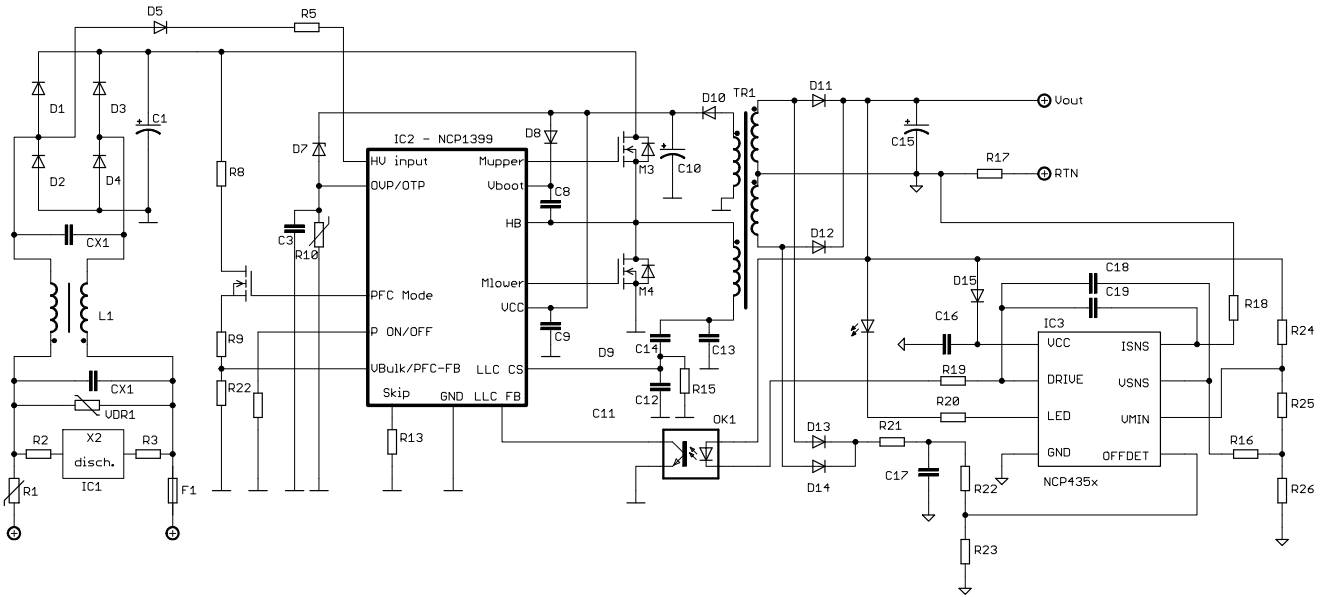 D5
R5
D1
D3
C1
D2
D4
CX1
L1
CX1
VDR1
R2
X2
disch.
IC1
R3
R1
F1
R8
R9
R22
D7
C3
R10
IC2 - NCP1399
HV input
OVP/OTP
PFC Mode
P ON/OFF
VBulk/PFC-FB
Skip
GND
LLC FB
Mupper
Vboot
HB
Mlower
VCC
LLC CS
R13
D8
C8
C9
M3
M4
C10
D10
TR1
D9
C14
C13
C12
R15
C11
OK1
D11
D12
C15
Vout
R17
RTN
D15
C18
C19
R18
C16
IC3
VCC
DRIVE
LED
GND
ISNS
VSNS
VMIN
OFFDET
NCP435x
R19
R20
D13
D14
R21
C17
R22
R23
R24
R25
R16
R26